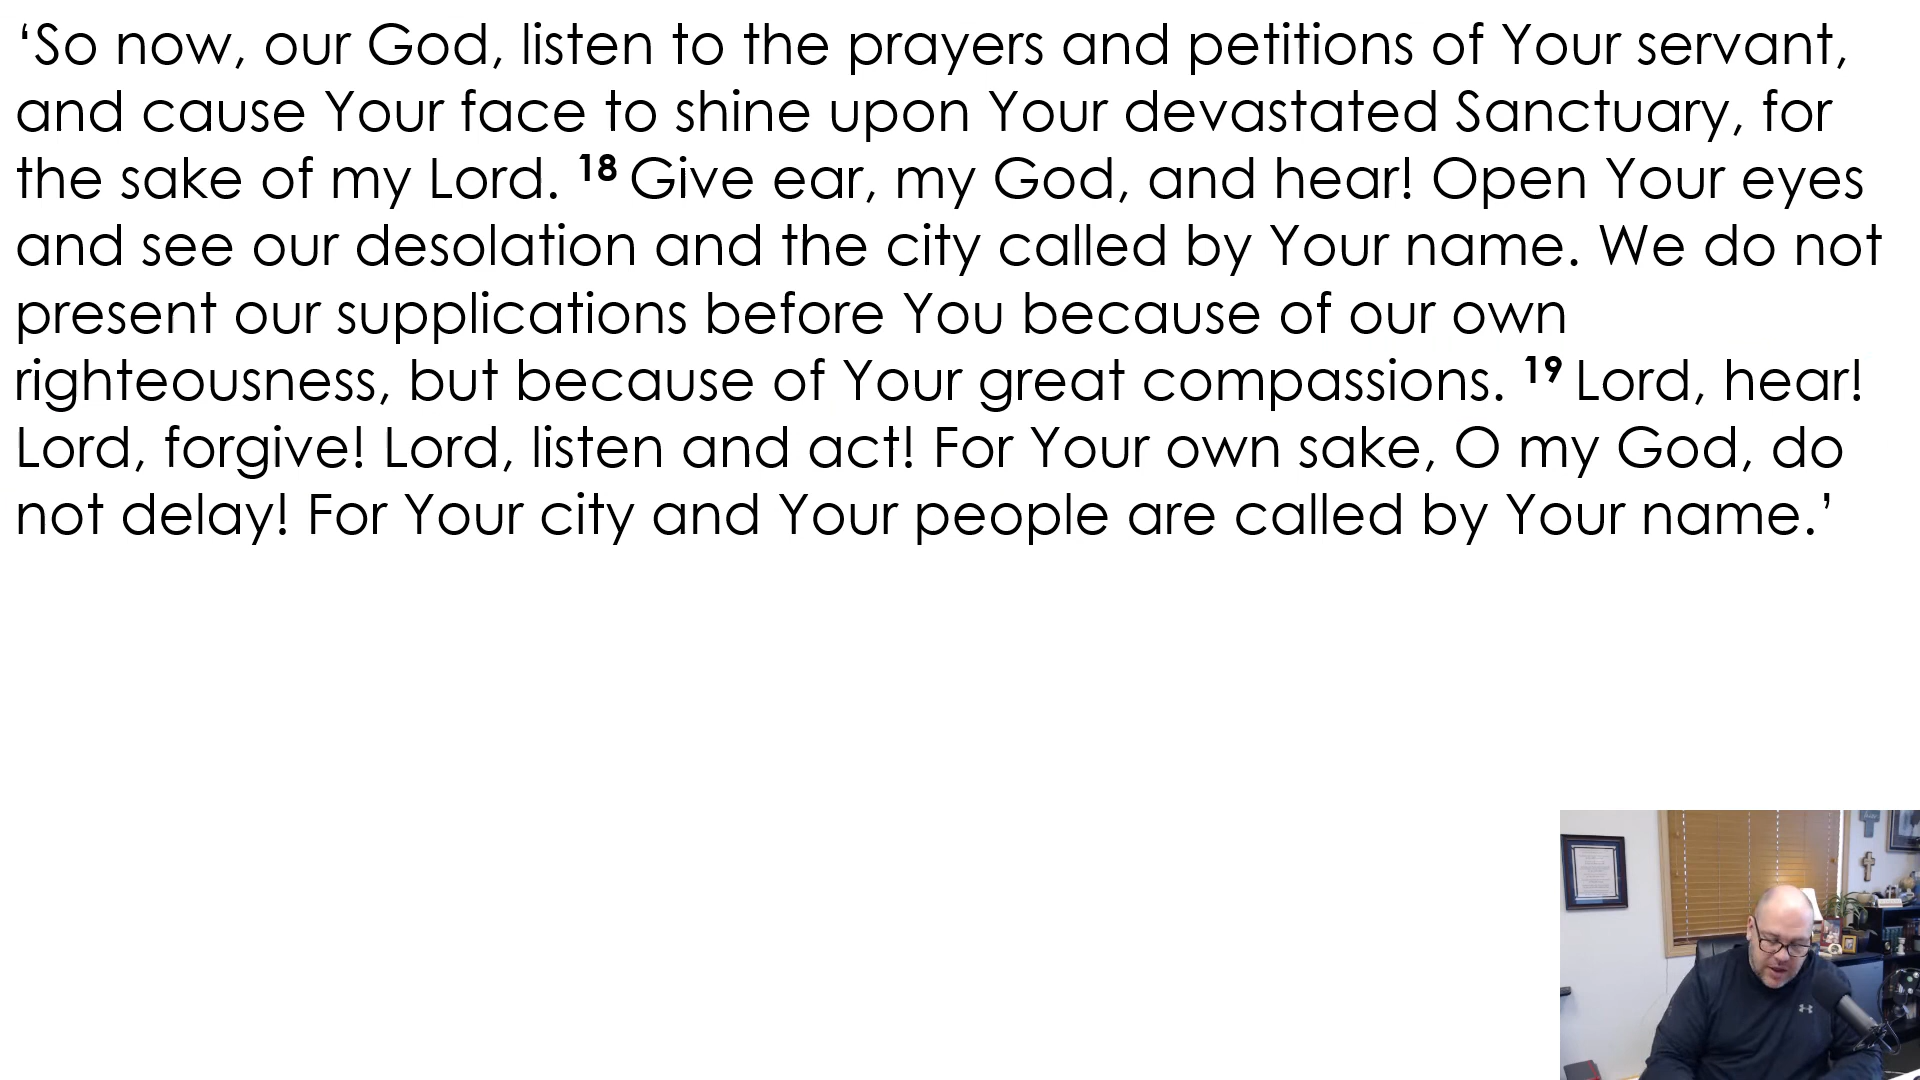 ‘So now, our God, listen to the prayers and petitions of Your servant,
and cause Your face to shine upon Your devastated Sanctuary, for
the sake of my Lord. 18 Give ear, my God, and hear! Open Your eyes
and see our desolation and the city called by Your name. We do not
present our supplications before You because of our own
righteousness, but because of Your great compassions. 19 Lord, hear!
Lord, forgive! Lord, listen and act! For Your own sake, O my God, do
not delay! For Your city and Your people are called by Your name.’